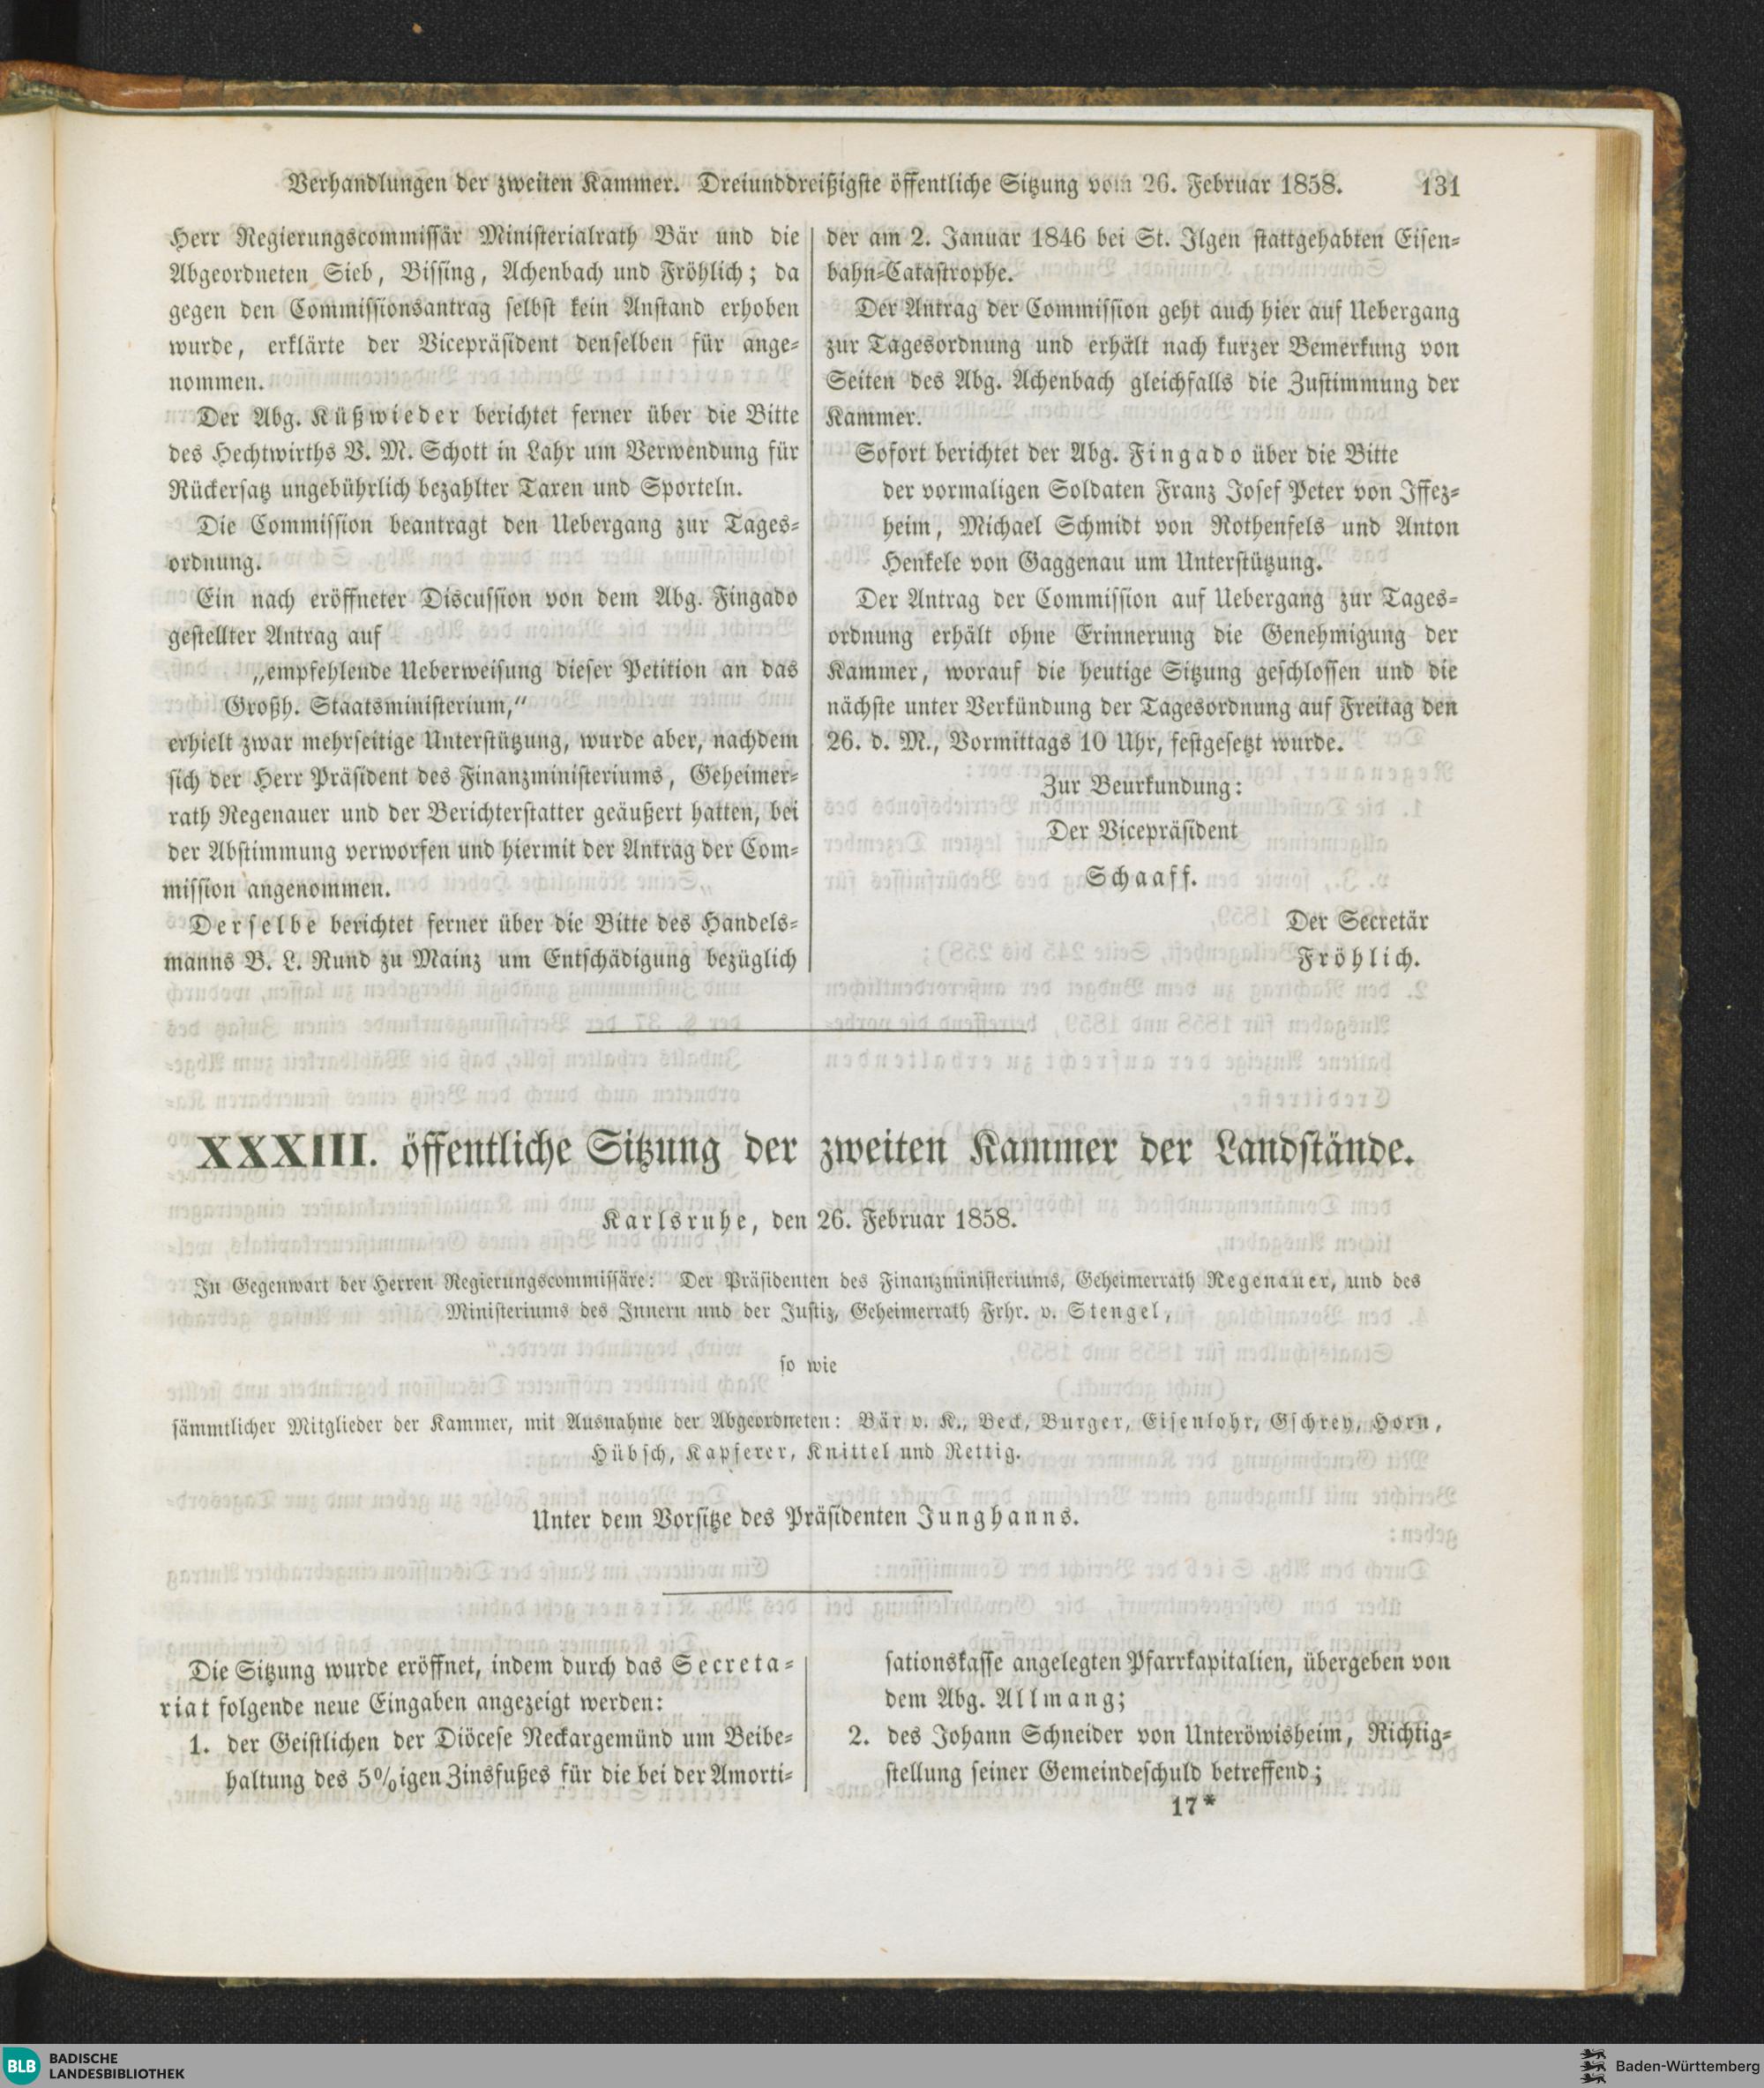 Verhandlungen der zweiten Kammer. Dreiunddreißigste öffentliche Sitzung vom 26. Februar 1858. 131
Herr Regierungscommissär Ministerialrath Bär und die
Abgeordneten Sieb, Bissing, Achenbach und Fröhlich; da
gegen den Commissionsantrag selbst kein Anstand erhoben
wurde, erklärte der Vicepräsident denselben für ange=
nommen.
Der Abg. Küßwieder berichtet ferner über die Bitte
des Hechtwirths V. M. Schott in Lahr um Verwendung für
Rückersatz ungebührlich bezahlter Taxen und Sporteln.
Die Commission beantragt den Uebergang zur Tages=
ordnung.
Ein nach eröffneter Discussion von dem Abg. Fingado
gestellter Antrag auf
„empfehlende Ueberweisung dieser Petition an das
Großh. Staatsministerium,“
erhielt zwar mehrseitige Unterstützung, wurde aber, nachdem
sich der Herr Präsident des Finanzministeriums, Geheimer=
rath Regenauer und der Berichterstatter geäußert hatten, bei
der Abstimmung verworfen und hiermit der Antrag der Com=
mission angenommen.
Derselbe berichtet ferner über die Bitte des Handels=
manns B. L. Rund zu Mainz um Entschädigung bezüglich
der am 2. Januar 1846 bei St. Ilgen stattgehabten Eisen=
bahn=Catastrophe.
Der Antrag der Commission geht auch hier auf Uebergang
zur Tagesordnung und erhält nach kurzer Bemerkung von
Seiten des Abg. Achenbach gleichfalls die Zustimmung der
Kammer.
Sofort berichtet der Abg. Fingado über die Bitte
der vormaligen Soldaten Franz Josef Peter von Iffez=
heim, Michael Schmidt von Rothenfels und Anton
Henkele von Gaggenau um Unterstützung.
Der Antrag der Commission auf Uebergang zur Tages=
ordnung erhält ohne Erinnerung die Genehmigung der
Kammer, worauf die heutige Sitzung geschlossen und die
nächste unter Verkündung der Tagesordnung auf Freitag den
26. d. M., Vormittags 10 Uhr, festgesetzt wurde.
Zur Beurkundung:
Der Vicepräsident
Schaaff.
Der Secretär
Fröhlich.
XXXIII. öffentliche Sitzung der zweiten Kammer der Landstände.
Karlsruhe, den 26. Februar 1858.
In Gegenwart der Herren Regierungscommissäre: Der Präsidenten des Finanzministeriums, Geheimerrath Regenauer, und des
Ministeriums des Innern und der Justiz, Geheimerrath Frhr. v. Stengel,
so wie
sämmtlicher Mitglieder der Kammer, mit Ausnahme der Abgeordneten: Bär v. K., Beck, Burger, Eisenlohr, Gschrey, Horn,
Hübsch, Kapferer, Knittel und Rettig.
Unter dem Vorsitze des Präsidenten Junghanns.
Die Sitzung wurde eröffnet, indem durch das Secreta=
riat folgende neue Eingaben angezeigt werden:
1. der Geistlichen der Diöcese Neckargemünd um Beibe=
haltung des 5%igen Zinsfußes für die bei der Amorti=
sationskasse angelegten Pfarrkapitalien, übergeben von
dem Abg. Allmang;
2. des Johann Schneider von Unteröwisheim, Richtig=
stellung seiner Gemeindeschuld betreffend;
17*
BLB BADISCHE
LANDESBIBLIOTHEK
Baden-Württemberg